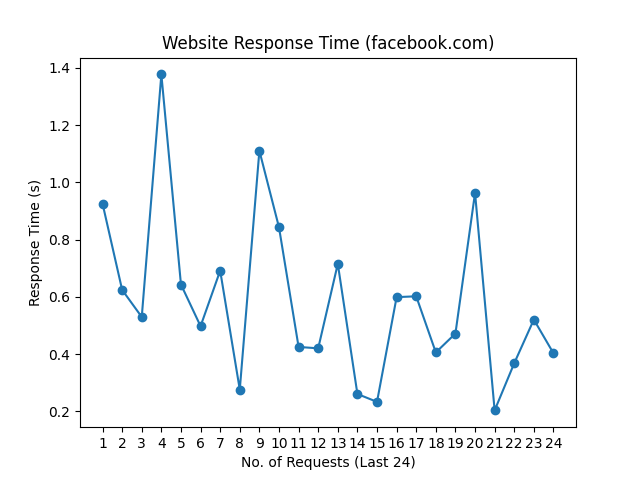 Website Response Time (facebook.com)
1.4
1.2
1.0
0.8
0.6
0.4
0.2
Response Time (s)
1 2 3 4 5 6 7 8 9 10 11 12 13 14 15 16 17 18 19 20 21 22 23 24
No. of Requests (Last 24)